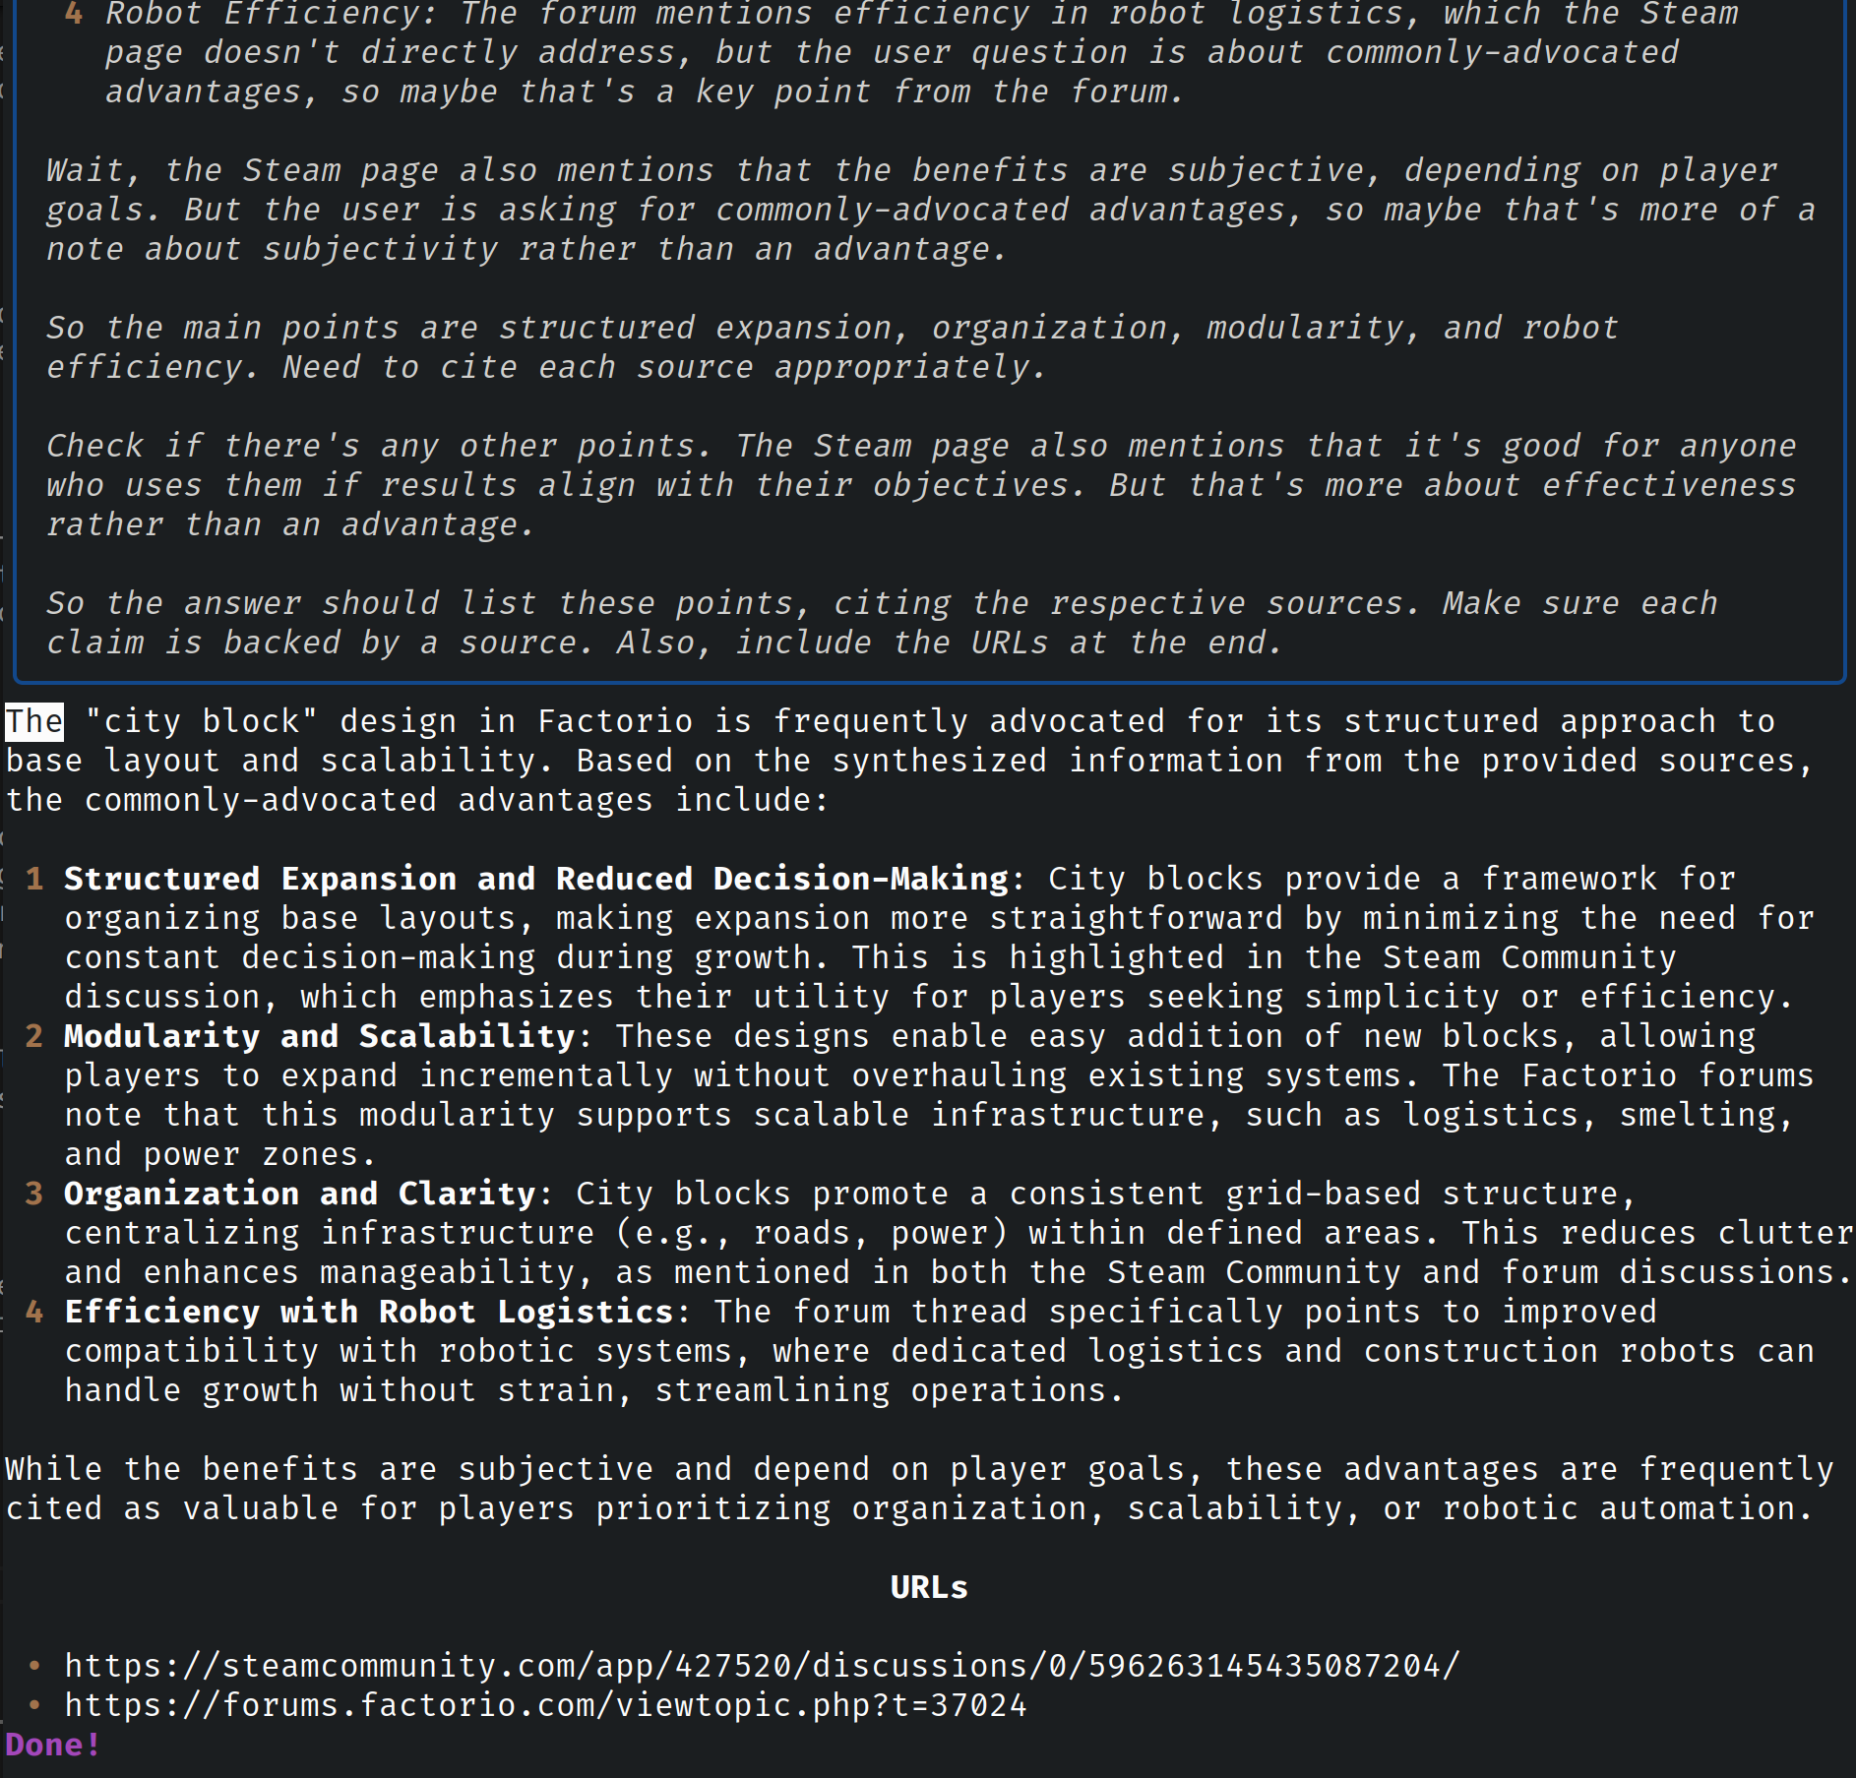 4 Robot Efficiency: The forum mentions efficiency in robot logistics, which the Steam
page doesn't directly address, but the user question is about commonly-advocated
advantages, so maybe that's a key point from the forum.
Wait, the Steam page also mentions that the benefits are subjective, depending on player
goals. But the user is asking for commonly-advocated advantages, so maybe that's more of a
note about subjectivity rather than an advantage.
So the main points are structured expansion, organization, modularity, and robot
efficiency. Need to cite each source appropriately.
Check if there's any other points. The Steam page also mentions that it's good for anyone
who uses them if results align with their objectives. But that's more about effectiveness
rather than an advantage.
So the answer should list these points, citing the respective sources. Make sure each
claim is backed by a source. Also, include the URLs at the end.
The "city block" design in Factorio is frequently advocated for its structured approach to
base layout and scalability. Based on the synthesized information from the provided sources,
the commonly-advocated advantages include:
1 Structured Expansion and Reduced Decision-Making: City blocks provide a framework for
organizing base layouts, making expansion more straightforward by minimizing the need for
constant decision-making during growth. This is highlighted in the Steam Community
discussion, which emphasizes their utility for players seeking simplicity or efficiency.
2 Modularity and Scalability: These designs enable easy addition of new blocks, allowing
players to expand incrementally without overhauling existing systems. The Factorio forums
note that this modularity supports scalable infrastructure, such as logistics, smelting,
and power zones.
3 Organization and Clarity: City blocks promote a consistent grid-based structure,
centralizing infrastructure (e.g., roads, power) within defined areas. This reduces clutter
and enhances manageability, as mentioned in both the Steam Community and forum discussions.
4 Efficiency with Robot Logistics: The forum thread specifically points to improved
compatibility with robotic systems, where dedicated logistics and construction robots can
handle growth without strain, streamlining operations.
While the benefits are subjective and depend on player goals, these advantages are frequently
cited as valuable for players prioritizing organization, scalability, or robotic automation.
URLs
• https://steamcommunity.com/app/427520/discussions/0/596263145435087204/
• https://forums.factorio.com/viewtopic.php?t=37024
Done!